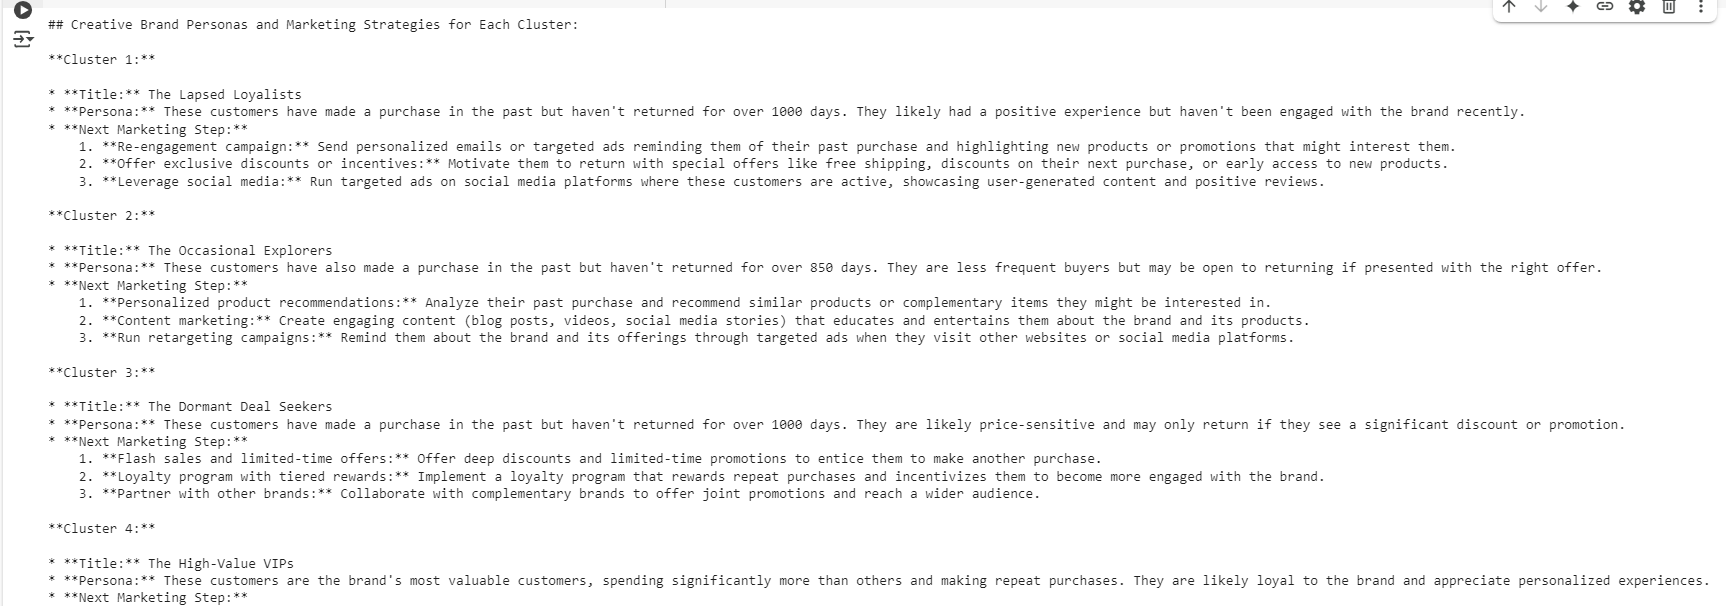 ## Creative Brand Personas and Marketing Strategies for Each Cluster:
**Cluster 1:**
* **Title:** The Lapsed Loyalists
* **Persona:** These customers have made a purchase in the past but haven't returned for over 1000 days. They likely had a positive experience but haven't been engaged with the brand recently.
* **Next Marketing Step:**
1. **Re-engagement campaign:** Send personalized emails or targeted ads reminding them of their past purchase and highlighting new products or promotions that might interest them.
2. **Offer exclusive discounts or incentives:** Motivate them to return with special offers like free shipping, discounts on their next purchase, or early access to new products.
3. **Leverage social media:** Run targeted ads on social media platforms where these customers are active, showcasing user-generated content and positive reviews.
**Cluster 2:**
* **Title:** The Occasional Explorers
* **Persona:** These customers have also made a purchase in the past but haven't returned for over 850 days. They are less frequent buyers but may be open to returning if presented with the right offer.
* **Next Marketing Step:**
1. **Personalized product recommendations:** Analyze their past purchase and recommend similar products or complementary items they might be interested in.
2. **Content marketing:** Create engaging content (blog posts, videos, social media stories) that educates and entertains them about the brand and its products.
3. **Run retargeting campaigns:** Remind them about the brand and its offerings through targeted ads when they visit other websites or social media platforms.
**Cluster 3:**
* **Title:** The Dormant Deal Seekers
* **Persona:** These customers have made a purchase in the past but haven't returned for over 1000 days. They are likely price-sensitive and may only return if they see a significant discount or promotion.
* **Next Marketing Step:**
1. **Flash sales and limited-time offers:** Offer deep discounts and limited-time promotions to entice them to make another purchase.
2. **Loyalty program with tiered rewards:** Implement a loyalty program that rewards repeat purchases and incentivizes them to become more engaged with the brand.
3. **Partner with other brands:** Collaborate with complementary brands to offer joint promotions and reach a wider audience.
**Cluster 4:**
* **Title:** The High-Value VIPs
* **Persona:** These customers are the brand's most valuable customers, spending significantly more than others and making repeat purchases. They are likely loyal to the brand and appreciate personalized experiences.
* **Next Marketing Step:**